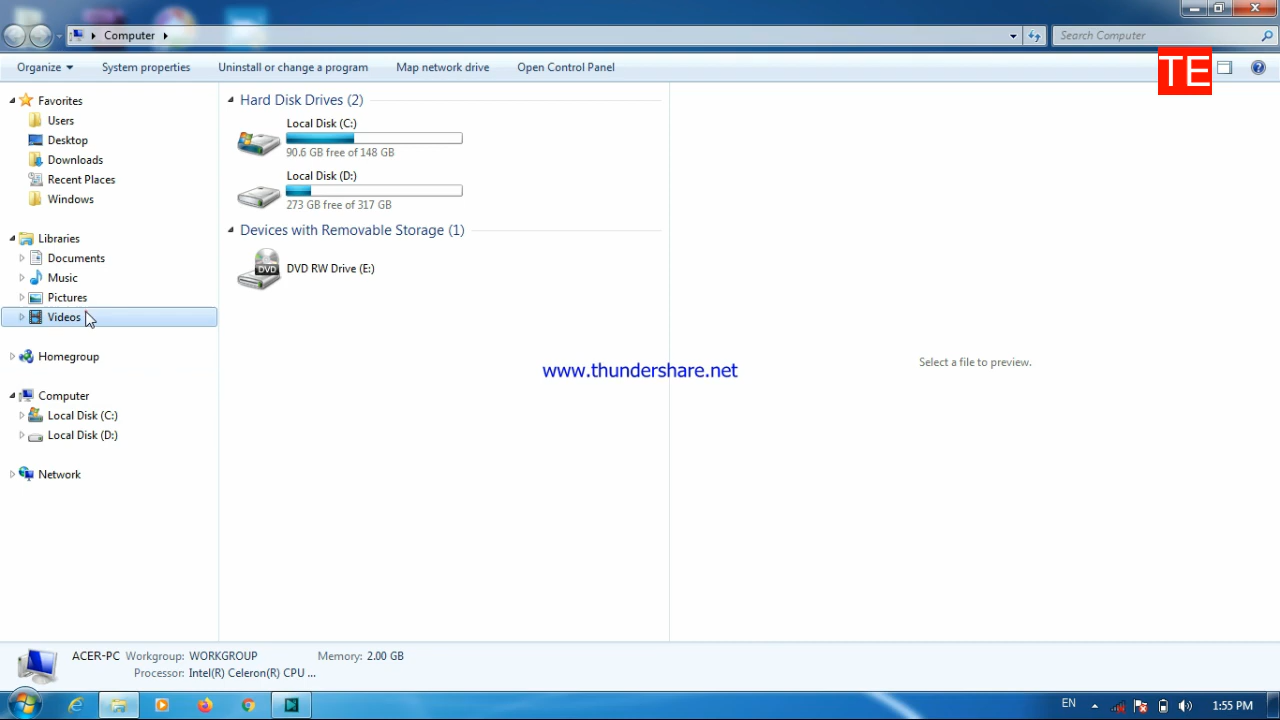 Computer
Search Computer
Organize
System properties
Uninstall or change a program
Map network drive
Open Control Panel
TE
Favorites
Users
Desktop
Downloads
Recent Places
Windows
Libraries
Documents
Music
Pictures
Videos
Homegroup
Computer
Local Disk (C:)
Local Disk (D:)
Network
Hard Disk Drives (2)
Local Disk (C:)
90.6 GB free of 148 GB
Local Disk (D:)
273 GB free of 317 GB
Devices with Removable Storage (1)
DVD
DVD RW Drive (E:)
www.thundershare.net
Select a file to preview.
ACER-PC Workgroup: WORKGROUP Memory: 2.00 GB
Processor: Intel(R) Celeron(R) CPU ...
EN
1:55 PM